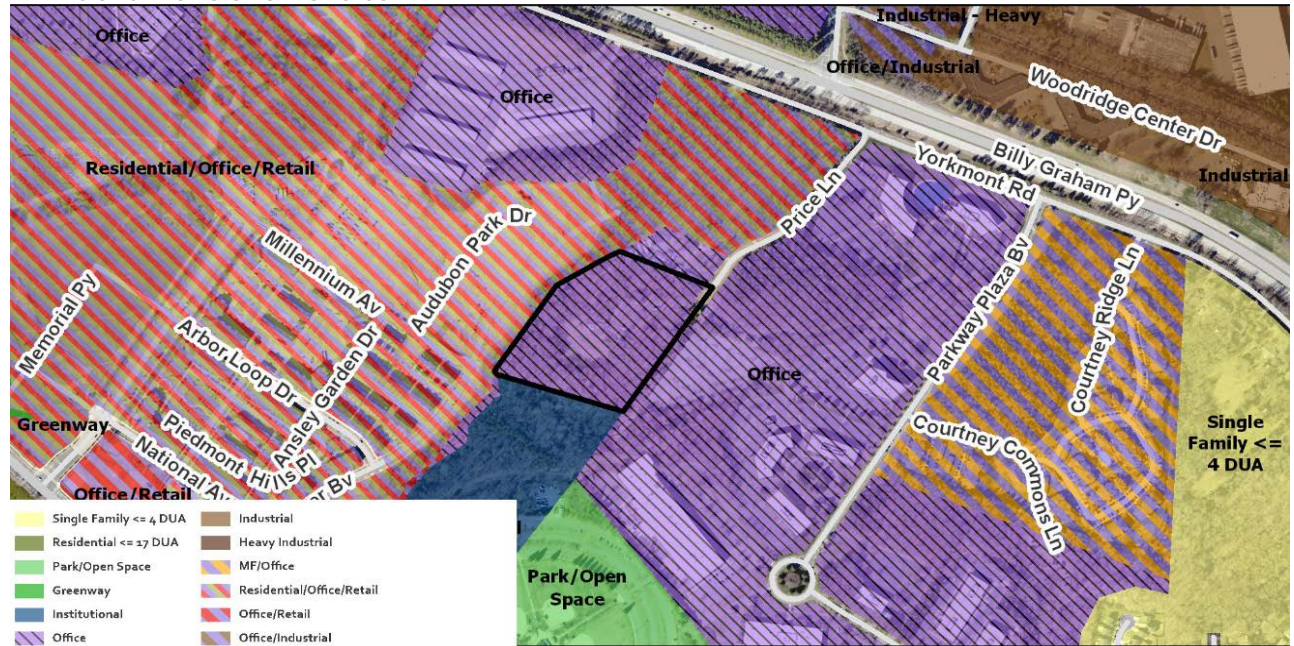 Office
Industrial - Heavy
Office/Industrial
Woodridge Center Dr
Office
Billy Graham Py
Yorkmont Rd
Industrial
Residential/Office/Retail
Price Ln
Audubon Park Dr
Millennium Av
Memorial Py
Arbor Loop Dr
Ansley Garden Dr
Parkway Plaza Bv
Courtney Ridge Ln
Office
Greenway
Piedmont Hills Pl
National Av
Courtney Commons Ln
Single
Family <=
4 DUA
Office/Retail
Park/Open
Space
Single Family <= 4 DUA
Residential <= 17 DUA
Park/Open Space
Greenway
Institutional
Office
Industrial
Heavy Industrial
MF/Office
Residential/Office/Retail
Office/Retail
Office/Industrial